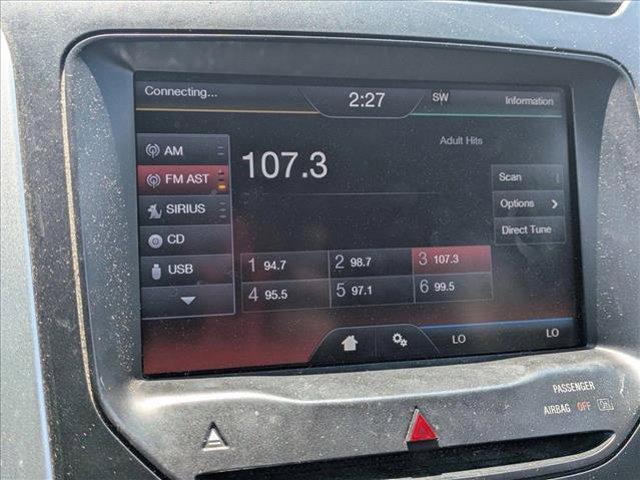 Connecting...
2:27
SW
Information
AM
FM AST
SIRIUS
CD
USB
107.3
Adult Hits
Scan
Options
Direct Tune
1 94.7
2 98.7
3 107.3
4 95.5
5 97.1
6 99.5
LO
LO
PASSENGER
AIRBAG OFF